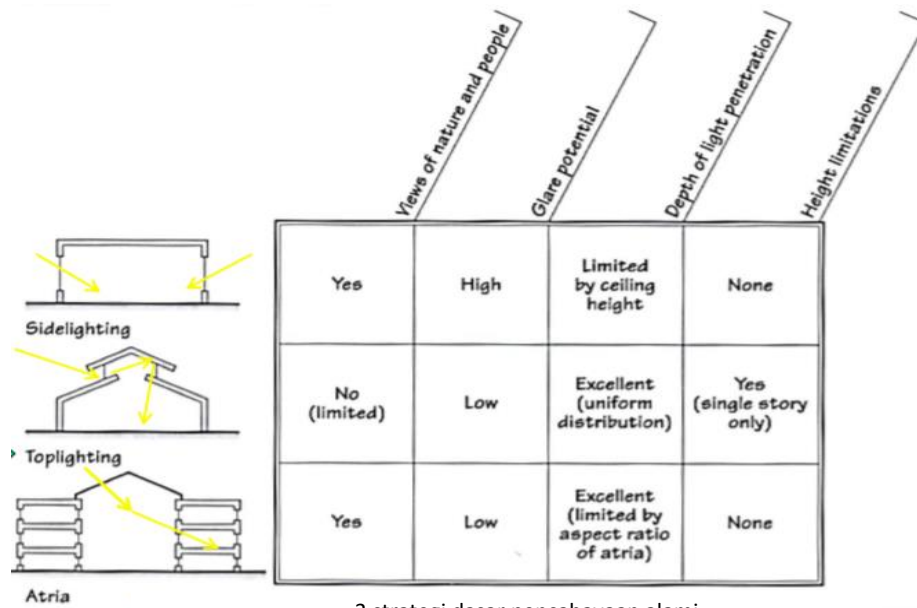 Views of nature and people
Glare potential
Depth of light penetration
Height limitations
Sidelighting
Yes
High
Limited
by ceiling
height
None
Toplighting
No
(limited)
Low
Excellent
(uniform
distribution)
Yes
(single story
only)
Atria
Yes
Low
Excellent
(limited by
aspect ratio
of atria)
None
3 strategi dasar pencahayaan alami